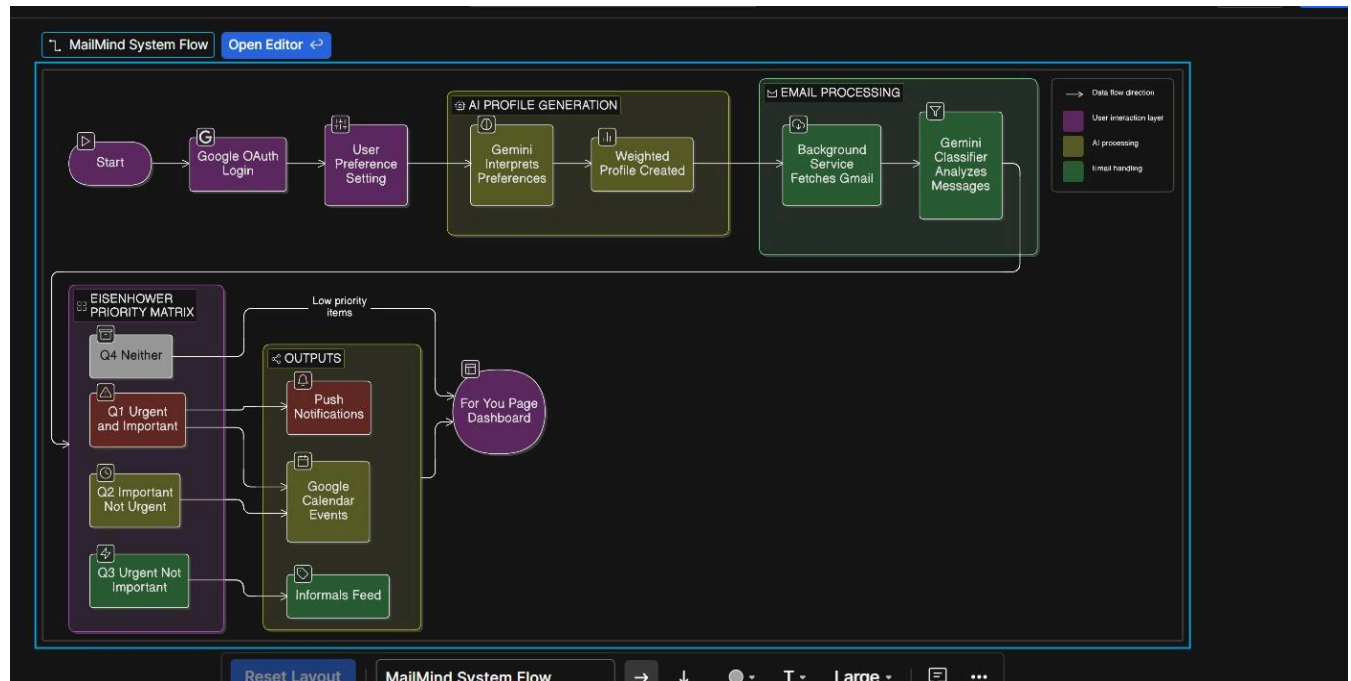 MailMind System Flow
Open Editor
AI PROFILE GENERATION
EMAIL PROCESSING
Data flow direction
User interaction layer
AI processing
Email handling
Start
Google OAuth
Login
User
Preference
Setting
Gemini
Interprets
Preferences
Weighted
Profile Created
Background
Service
Fetches Gmail
Gemini
Classifier
Analyzes
Messages
EISENHOWER
PRIORITY MATRIX
Low priority
items
Q4 Neither
Q1 Urgent
and Important
Q2 Important
Not Urgent
Q3 Urgent Not
Important
OUTPUTS
Push
Notifications
Google
Calendar
Events
Informals Feed
For You Page
Dashboard
Reset Layout
MailMind System Flow
T
Large